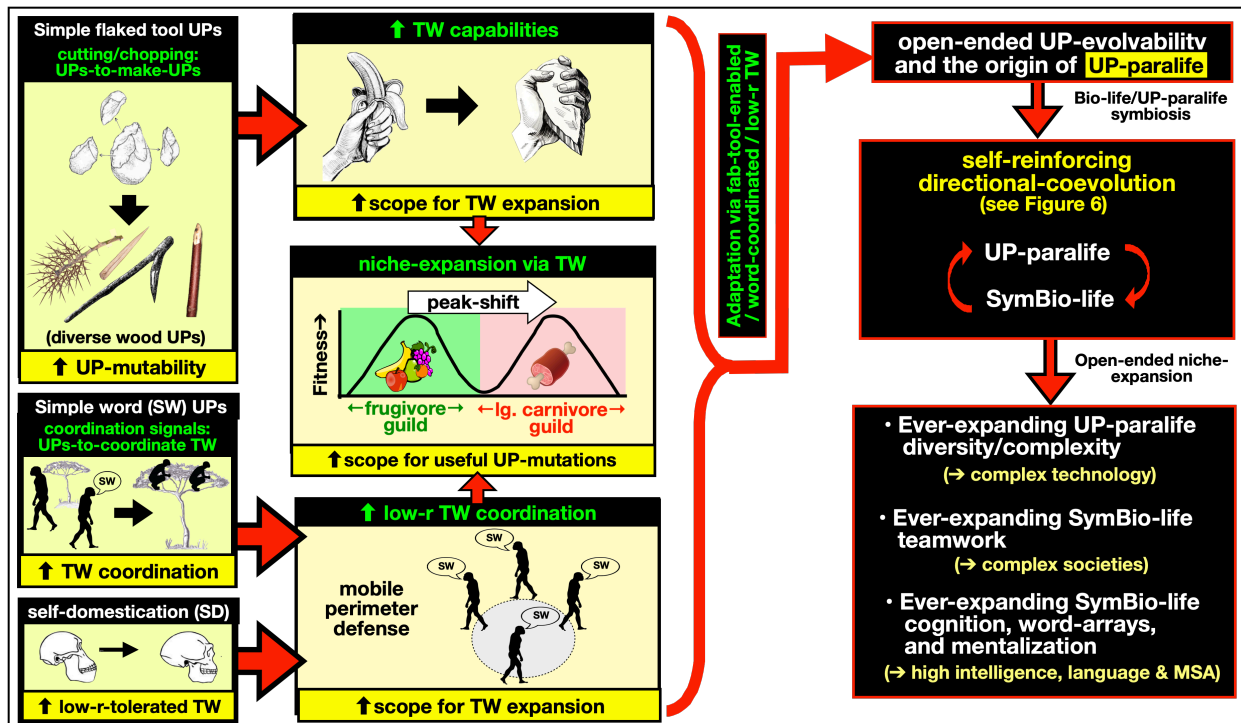 Simple flaked tool UPs
cutting/chopping:
UPs-to-make-UPs
(diverse wood UPs)
⬆ UP-mutability
Simple word (SW) UPs
coordination signals:
UPs-to-coordinate TW
SW
⬆ TW coordination
self-domestication (SD)
⬆ low-r-tolerated TW
⬆ TW capabilities
⬆scope for TW expansion
niche-expansion via TW
peak-shift
Fitness→
←frugivore→
guild
←lg. carnivore→
guild
⬆scope for useful UP-mutations
⬆ low-r TW coordination
mobile
perimeter
defense
SW
SW
SW
SW
⬆scope for TW expansion
Adaptation via fab-tool-enabled
/ word-coordinated / low-r TW
open-ended UP-evolvability
and the origin of UP-paralife
Bio-life/UP-paralife
symbiosis
self-reinforcing
directional-coevolution
(see Figure 6)
UP-paralife
SymBio-life
Open-ended niche-
expansion
• Ever-expanding UP-paralife
diversity/complexity
(→ complex technology)
• Ever-expanding SymBio-life
teamwork
(→ complex societies)
• Ever-expanding SymBio-life
cognition, word-arrays,
and mentalization
(→ high intelligence, language & MSA)